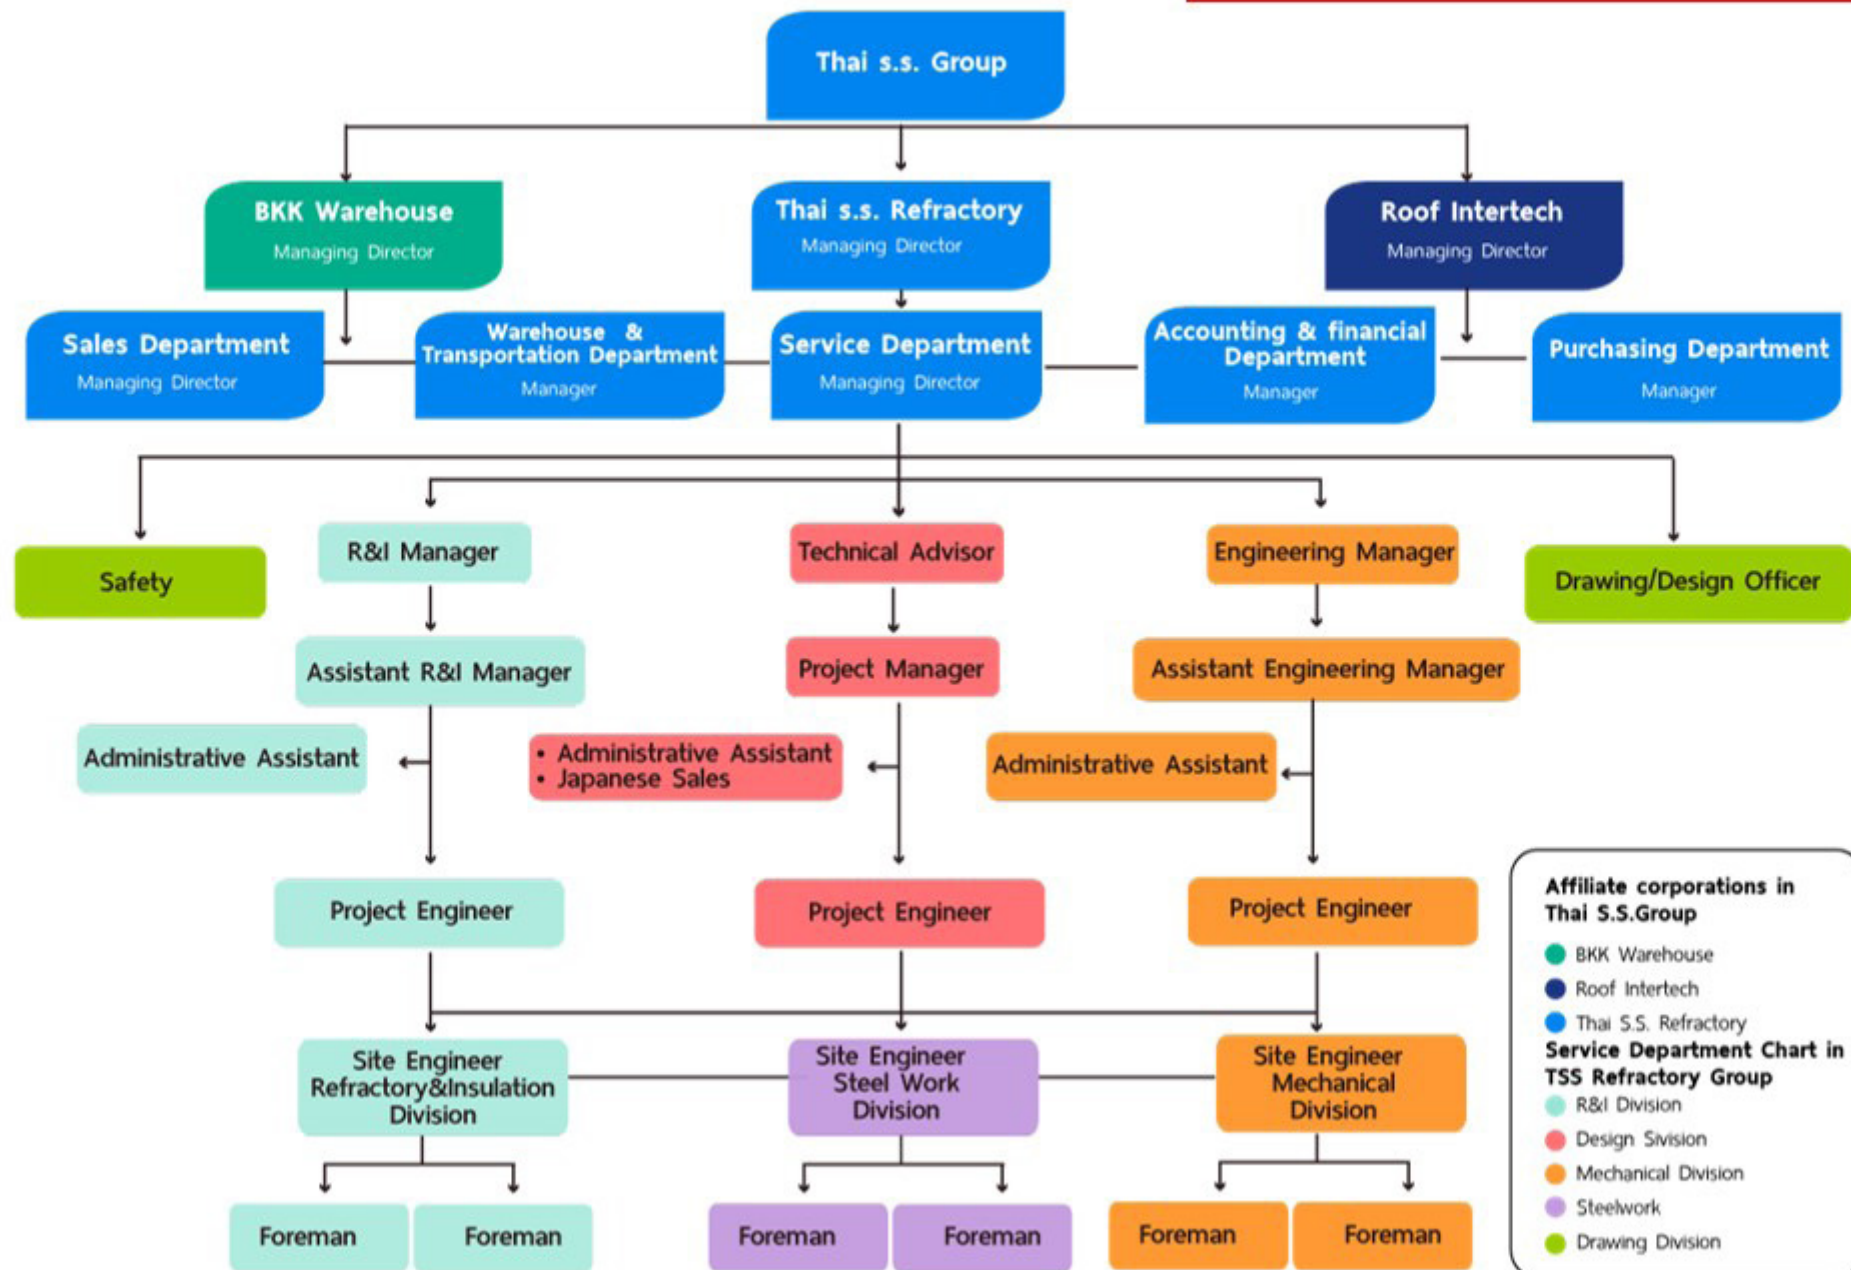 Thai s.s. Group
BKK Warehouse
Managing Director
Thai s.s. Refractory
Managing Director
Roof Intertech
Managing Director
Sales Department
Managing Director
Warehouse &
Transportation Department
Manager
Service Department
Managing Director
Accounting & financial
Department
Manager
Purchasing Department
Manager
Safety
R&I Manager
Technical Advisor
Engineering Manager
Drawing/Design Officer
Assistant R&I Manager
Project Manager
Assistant Engineering Manager
Administrative Assistant
• Administrative Assistant
• Japanese Sales
Administrative Assistant
Project Engineer
Project Engineer
Project Engineer
Site Engineer
Refractory&Insulation
Division
Site Engineer
Steel Work
Division
Site Engineer
Mechanical
Division
Foreman
Foreman
Foreman
Foreman
Foreman
Foreman
Affiliate corporations in
Thai S.S.Group
BKK Warehouse
Roof Intertech
Thai S.S. Refractory
Service Department Chart in
TSS Refractory Group
R&I Division
Design Sivision
Mechanical Division
Steelwork
Drawing Division